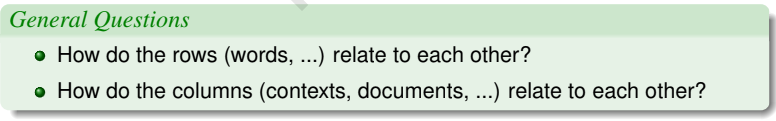 General Questions
How do the rows (words, ...) relate to each other?
How do the columns (contexts, documents, ...) relate to each other?